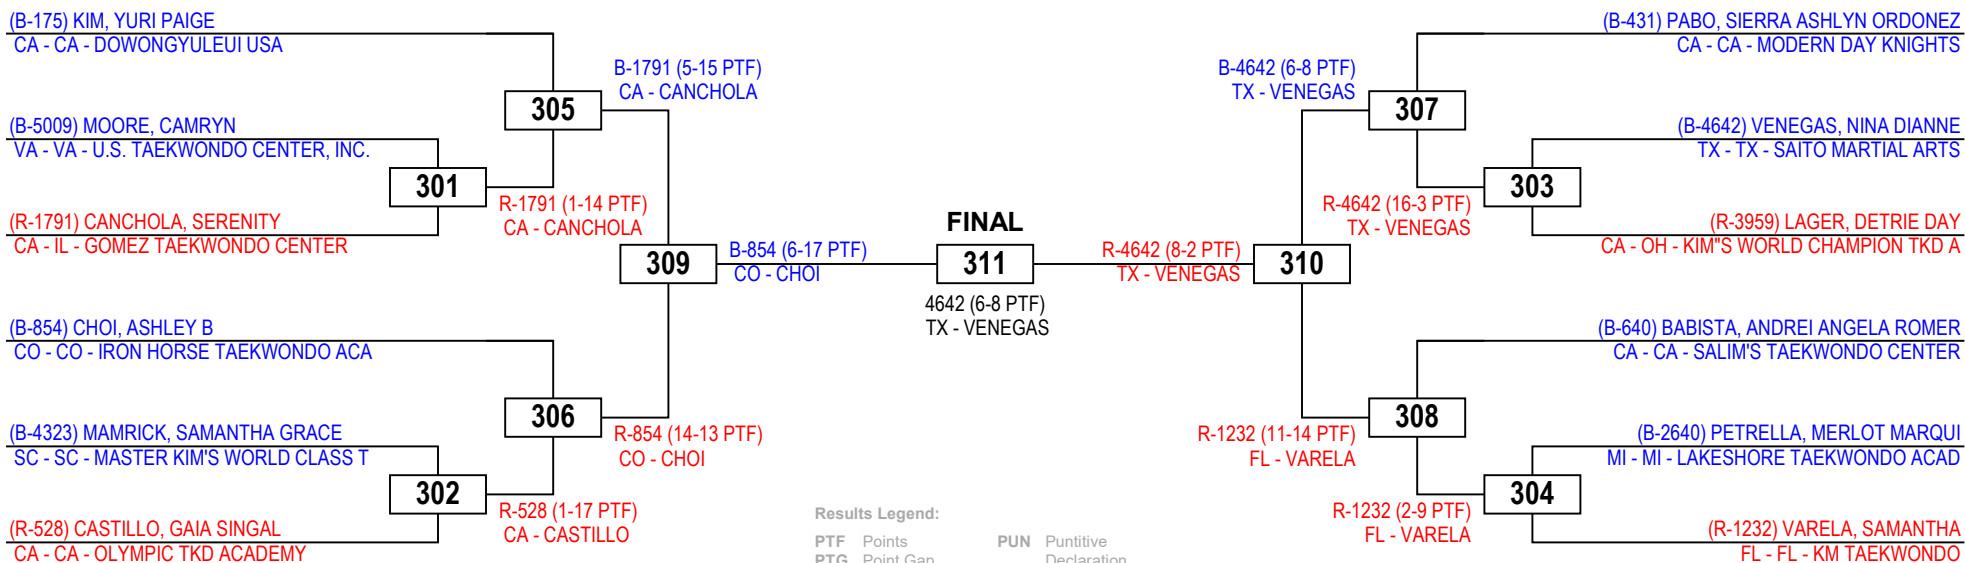 (B-175) KIM, YURI PAIGE
CA - CA - DOWONGYULEUI USA
(B-5009) MOORE, CAMRYN
VA - VA - U.S. TAEKWONDO CENTER, INC.
(R-1791) CANCHOLA, SERENITY
CA - IL - GOMEZ TAEKWONDO CENTER
(B-854) CHOI, ASHLEY B
CO - CO - IRON HORSE TAEKWONDO ACA
(B-4323) MAMRICK, SAMANTHA GRACE
SC - SC - MASTER KIM'S WORLD CLASS T
(R-528) CASTILLO, GAIA SINGAL
CA - CA - OLYMPIC TKD ACADEMY
301
R-1791 (1-14 PTF)
CA - CANCHOLA
302
R-528 (1-17 PTF)
CA - CASTILLO
305
B-1791 (5-15 PTF)
CA - CANCHOLA
306
R-854 (14-13 PTF)
CO - CHOI
309
B-854 (6-17 PTF)
CO - CHOI
FINAL
311
4642 (6-8 PTF)
TX - VENEGAS
R-4642 (8-2 PTF)
TX - VENEGAS
310
B-4642 (6-8 PTF)
TX - VENEGAS
307
R-4642 (16-3 PTF)
TX - VENEGAS
303
R-1232 (11-14 PTF)
FL - VARELA
308
R-1232 (2-9 PTF)
FL - VARELA
304
(B-431) PABO, SIERRA ASHLYN ORDONEZ
CA - CA - MODERN DAY KNIGHTS
(B-4642) VENEGAS, NINA DIANNE
TX - TX - SAITO MARTIAL ARTS
(R-3959) LAGER, DETRIE DAY
CA - OH - KIM"S WORLD CHAMPION TKD A
(B-640) BABISTA, ANDREI ANGELA ROMER
CA - CA - SALIM'S TAEKWONDO CENTER
(B-2640) PETRELLA, MERLOT MARQUI
MI - MI - LAKESHORE TAEKWONDO ACAD
(R-1232) VARELA, SAMANTHA
FL - FL - KM TAEKWONDO
Results Legend:
PTF Points PUN Puntitive
PTG Point Gap Declaration